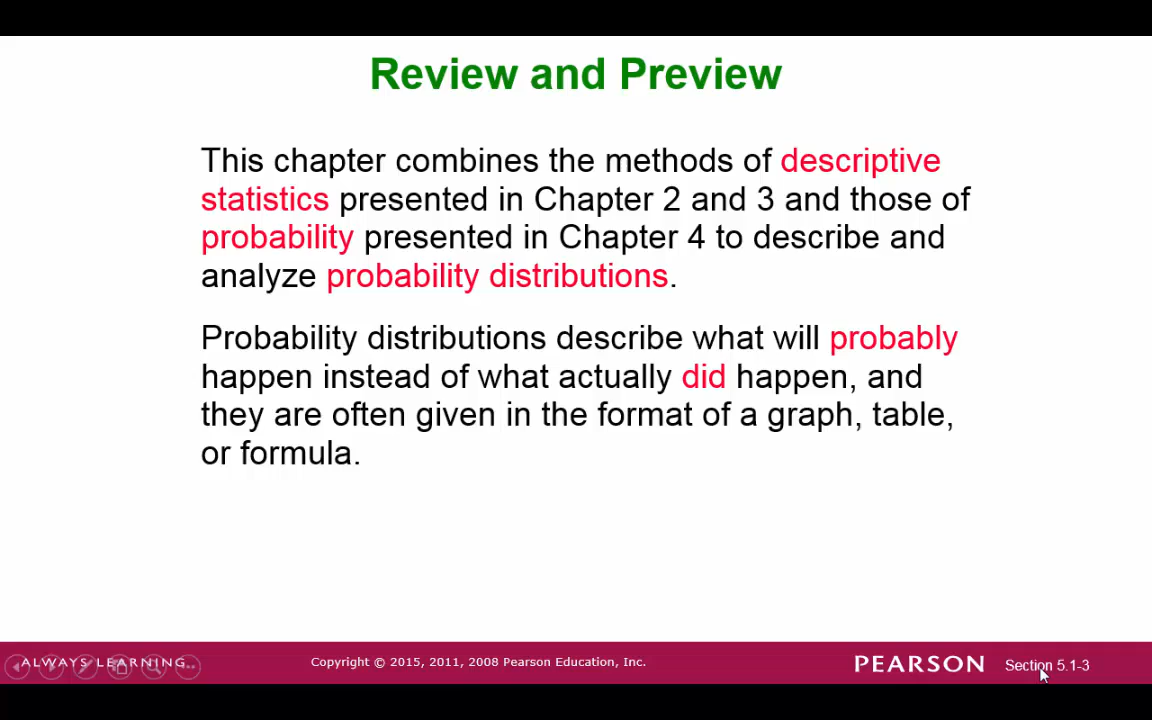 Review and Preview
This chapter combines the methods of descriptive
statistics presented in Chapter 2 and 3 and those of
probability presented in Chapter 4 to describe and
analyze probability distributions.
Probability distributions describe what will probably
happen instead of what actually did happen, and
they are often given in the format of a graph, table,
or formula.
ALWAYS LEARNING
Copyright © 2015, 2011, 2008 Pearson Education, Inc.
PEARSON
Section 5.1-3